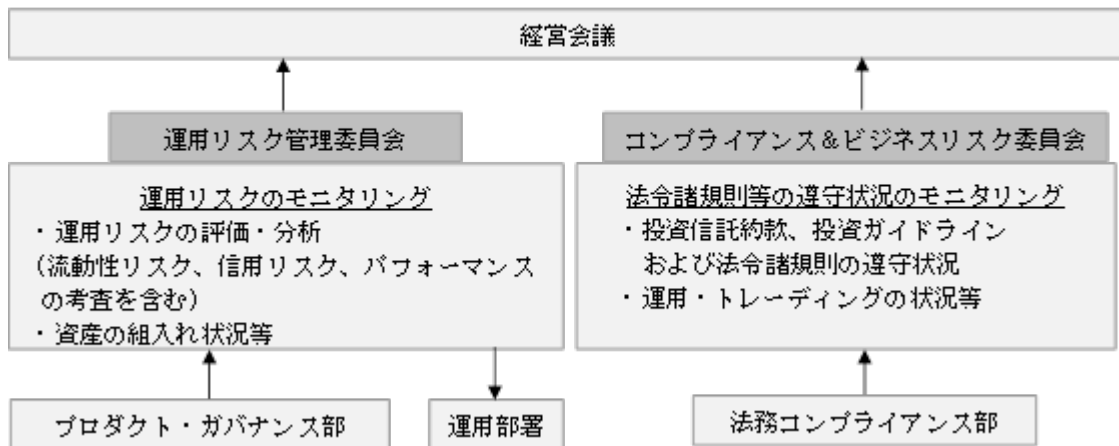 経営会議
運用リスク管理委員会
運用リスクのモニタリング
・運用リスクの評価・分析
(流動性リスク、信用リスク、パフォーマンス
の考査を含む)
・資産の組入れ状況等
コンプライアンス&ビジネスリスク委員会
法令諸規則等の遵守状況のモニタリング
・投資信託約款、投資ガイドライン
および法令諸規則の遵守状況
・運用・トレーディングの状況等
プロダクト・ガバナンス部
運用部署
法務コンプライアンス部